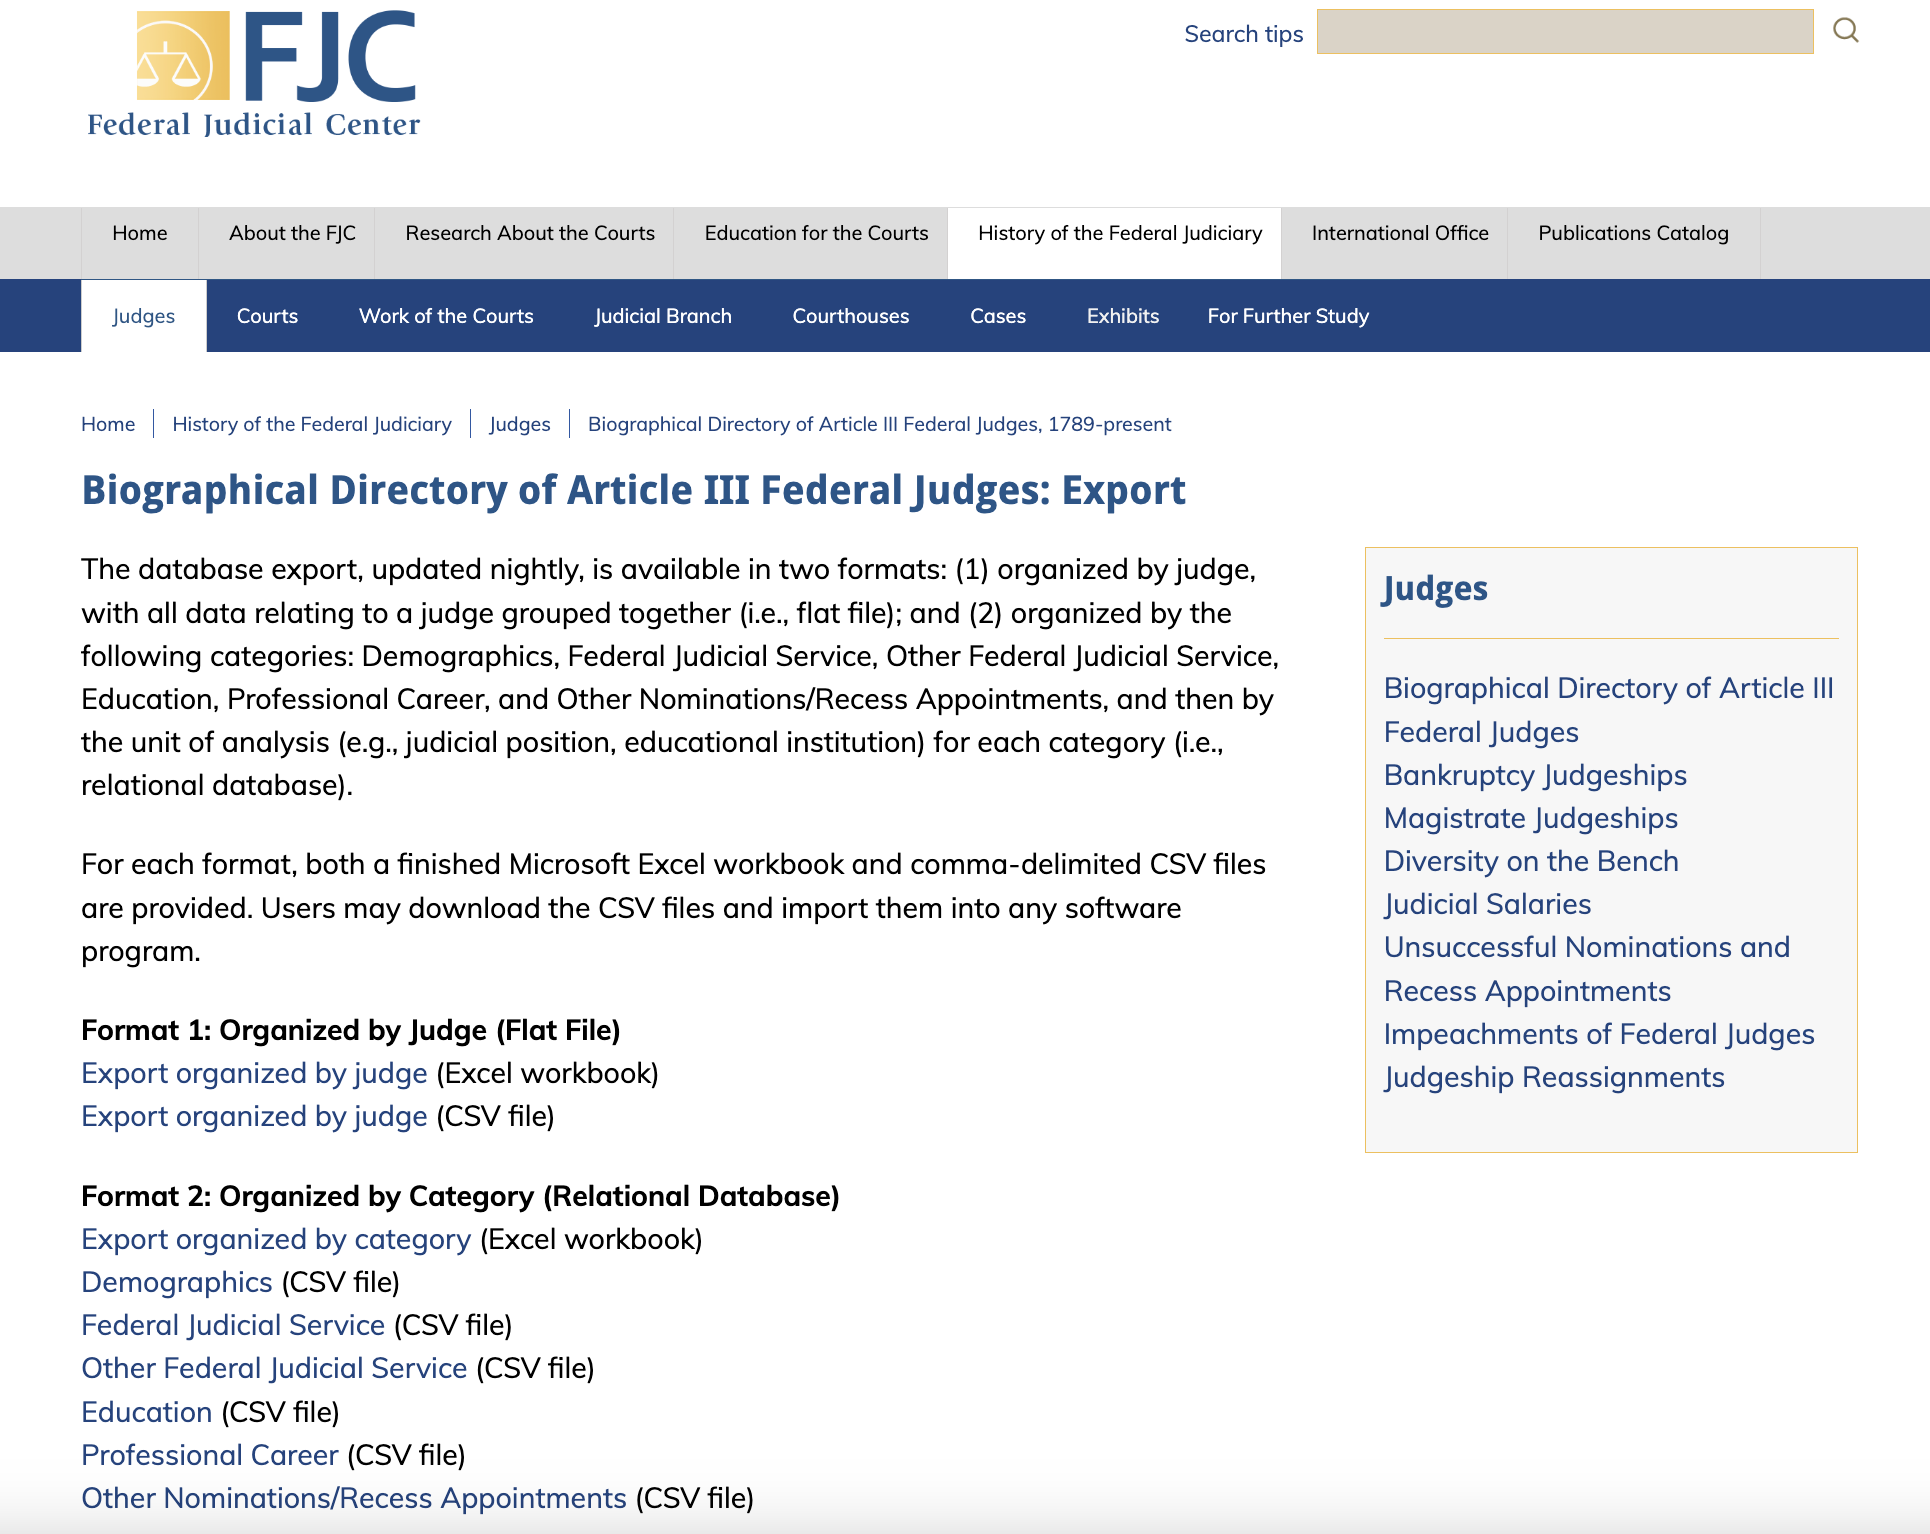 FJC
Federal Judicial Center
Search tips
Home
About the FJC
Research About the Courts
Education for the Courts
History of the Federal Judiciary
International Office
Publications Catalog
Judges
Courts
Work of the Courts
Judicial Branch
Courthouses
Cases
Exhibits
For Further Study
Home
History of the Federal Judiciary
Judges
Biographical Directory of Article III Federal Judges, 1789-present
Biographical Directory of Article III Federal Judges: Export
The database export, updated nightly, is available in two formats: (1) organized by judge,
with all data relating to a judge grouped together (i.e., flat file); and (2) organized by the
following categories: Demographics, Federal Judicial Service, Other Federal Judicial Service,
Education, Professional Career, and Other Nominations/Recess Appointments, and then by
the unit of analysis (e.g., judicial position, educational institution) for each category (i.e.,
relational database).
For each format, both a finished Microsoft Excel workbook and comma-delimited CSV files
are provided. Users may download the CSV files and import them into any software
program.
Format 1: Organized by Judge (Flat File)
Export organized by judge (Excel workbook)
Export organized by judge (CSV file)
Format 2: Organized by Category (Relational Database)
Export organized by category (Excel workbook)
Demographics (CSV file)
Federal Judicial Service (CSV file)
Other Federal Judicial Service (CSV file)
Education (CSV file)
Professional Career (CSV file)
Other Nominations/Recess Appointments (CSV file)
Judges
Biographical Directory of Article III
Federal Judges
Bankruptcy Judgeships
Magistrate Judgeships
Diversity on the Bench
Judicial Salaries
Unsuccessful Nominations and
Recess Appointments
Impeachments of Federal Judges
Judgeship Reassignments